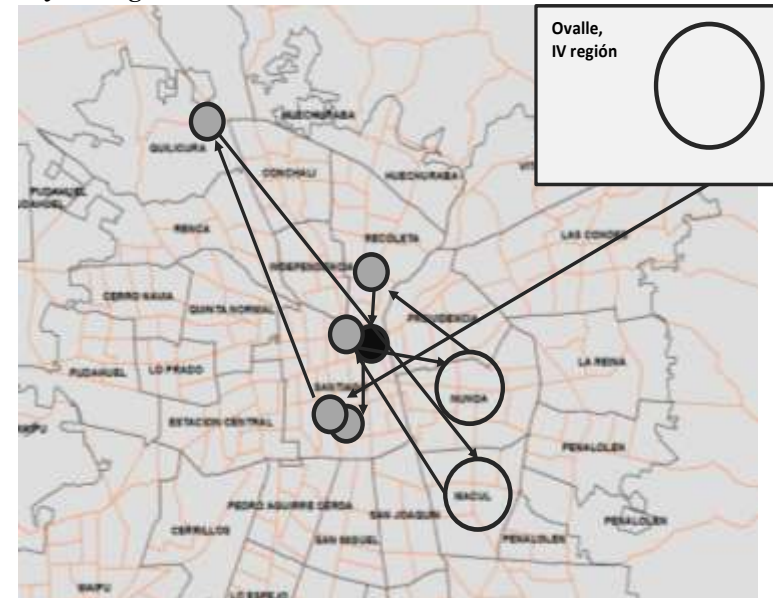 Ovalle,
IV región
HUECHURABA
QUILICURA
CONCHALI
HUECHURABA
PUDAHUEL
RENCA
RECOLETA
LAS CONDES
INDEPENDENCIA
CERRO NAVIA
QUINTA NORMAL
PROVIDENCIA
PUDAHUEL
LO PRADO
LA REINA
SANTIAGO
NUNOA
ESTACION CENTRAL
PEÑALOLEN
MACUL
PEDRO AGUIRRE CERDA
SAN JOAQUIN
PEÑALOLEN
CERRILLOS
SAN MIGUEL
PEÑALOLEN
MAIPU
LO ESPEJO